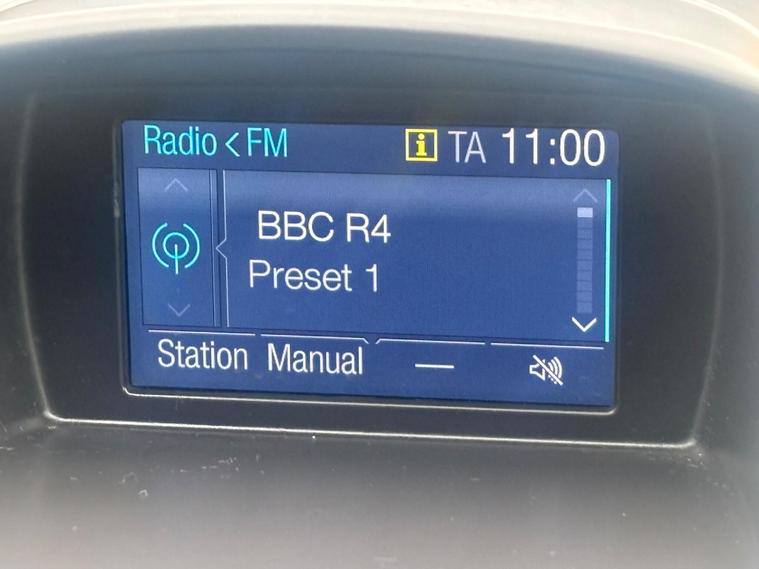 Radio < FM i TA 11:00
BBC R4
Preset 1
Station Manual —